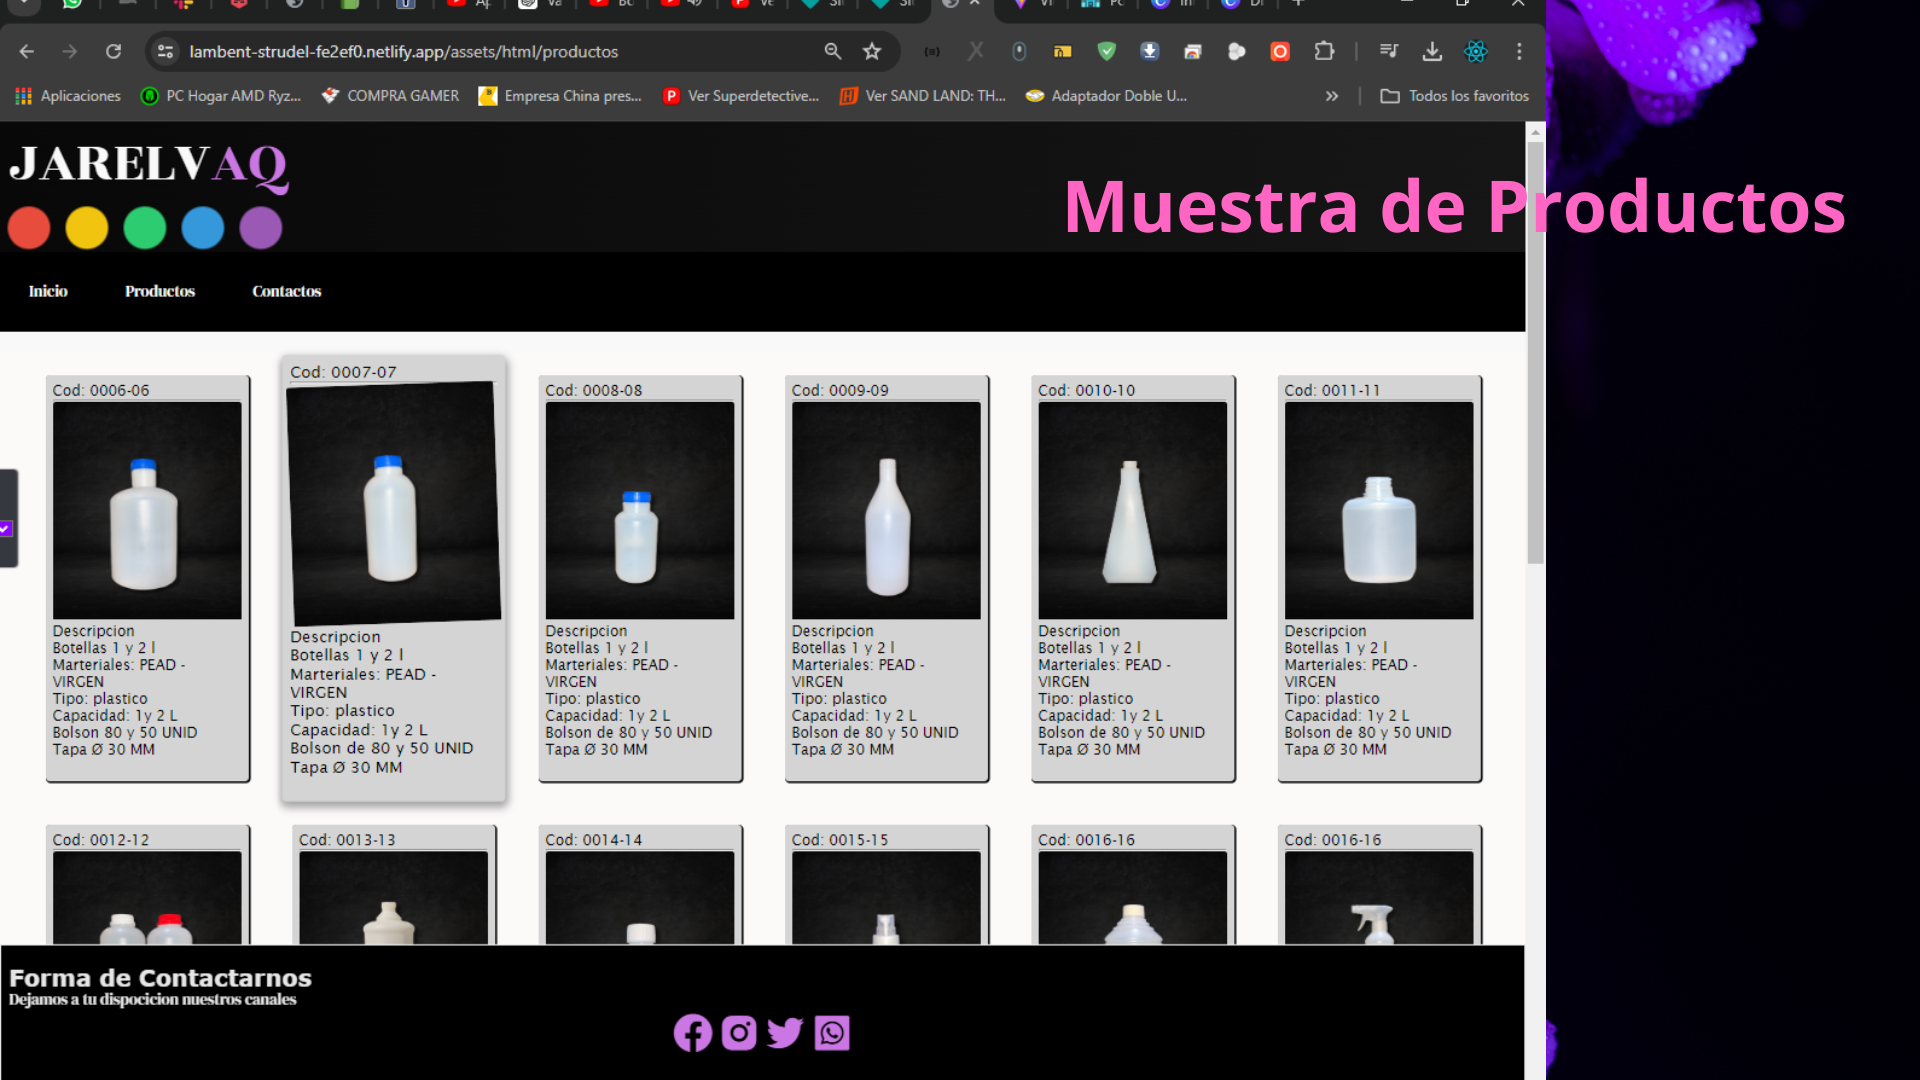 lambent-strudel-fe2ef0.netlify.app/assets/html/productos
Aplicaciones
PC Hogar AMD Ryz...
COMPRA GAMER
Empresa China pres...
Ver Superdetective...
Ver SAND LAND: TH...
Adaptador Doble U...
Todos los favoritos
JARELVAQ
Muestra de Productos
Inicio
Productos
Contactos
Cod: 0006-06
Descripcion
Botellas 1 y 2 l
Marteriales: PEAD -
VIRGEN
Tipo: plastico
Capacidad: 1y 2 L
Bolson 80 y 50 UNID
Tapa Ø 30 MM
Cod: 0007-07
Descripcion
Botellas 1 y 2 l
Marteriales: PEAD -
VIRGEN
Tipo: plastico
Capacidad: 1y 2 L
Bolson de 80 y 50 UNID
Tapa Ø 30 MM
Cod: 0008-08
Descripcion
Botellas 1 y 2 l
Marteriales: PEAD -
VIRGEN
Tipo: plastico
Capacidad: 1y 2 L
Bolson de 80 y 50 UNID
Tapa Ø 30 MM
Cod: 0009-09
Descripcion
Botellas 1 y 2 l
Marteriales: PEAD -
VIRGEN
Tipo: plastico
Capacidad: 1y 2 L
Bolson de 80 y 50 UNID
Tapa Ø 30 MM
Cod: 0010-10
Descripcion
Botellas 1 y 2 l
Marteriales: PEAD -
VIRGEN
Tipo: plastico
Capacidad: 1y 2 L
Bolson de 80 y 50 UNID
Tapa Ø 30 MM
Cod: 0011-11
Descripcion
Botellas 1 y 2 l
Marteriales: PEAD -
VIRGEN
Tipo: plastico
Capacidad: 1y 2 L
Bolson de 80 y 50 UNID
Tapa Ø 30 MM
Cod: 0012-12
Cod: 0013-13
Cod: 0014-14
Cod: 0015-15
Cod: 0016-16
Cod: 0016-16
Forma de Contactarnos
Dejamos a tu dispocicion nuestros canales